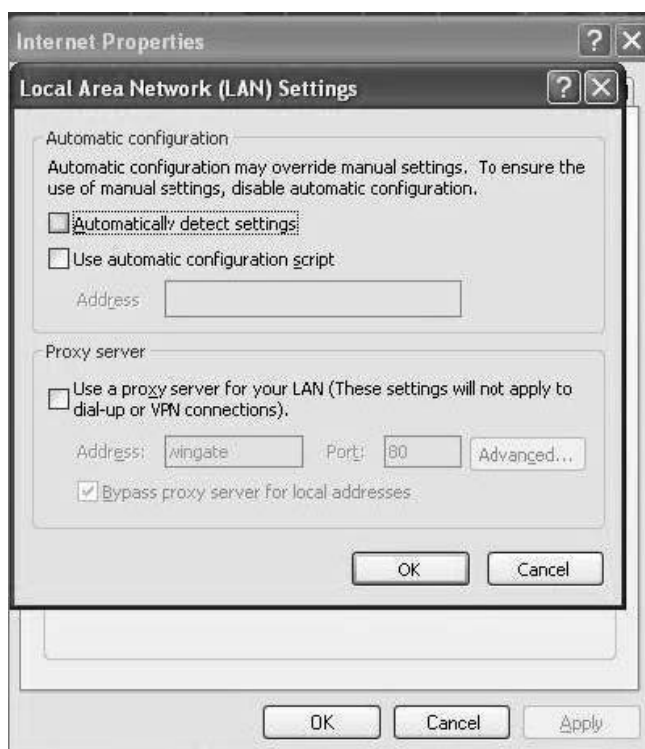 Internet Properties
Local Area Network (LAN) Settings
Automatic configuration
Automatic configuration may override manual settings. To ensure the
use of manual settings, disable automatic configuration.
Automatically detect settings
Use automatic configuration script
Address
Proxy server
Use a proxy server for your LAN (These settings will not apply to
dial-up or VPN connections).
Address: wingate Port: 80 Advanced...
Bypass proxy server for local addresses
OK Cancel
OK Cancel Apply